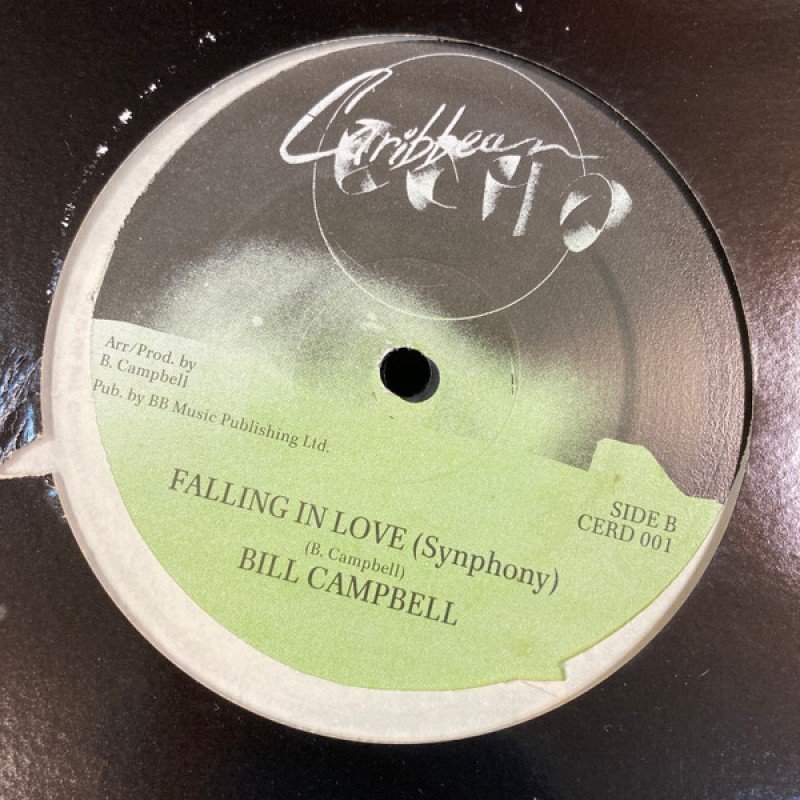 Caribbean
ECHO
Arr/Prod. by
B. Campbell
Pub. by BB Music Publishing Ltd.
FALLING IN LOVE (Synphony)
(B. Campbell)
BILL CAMPBELL
SIDE B
CERD 001